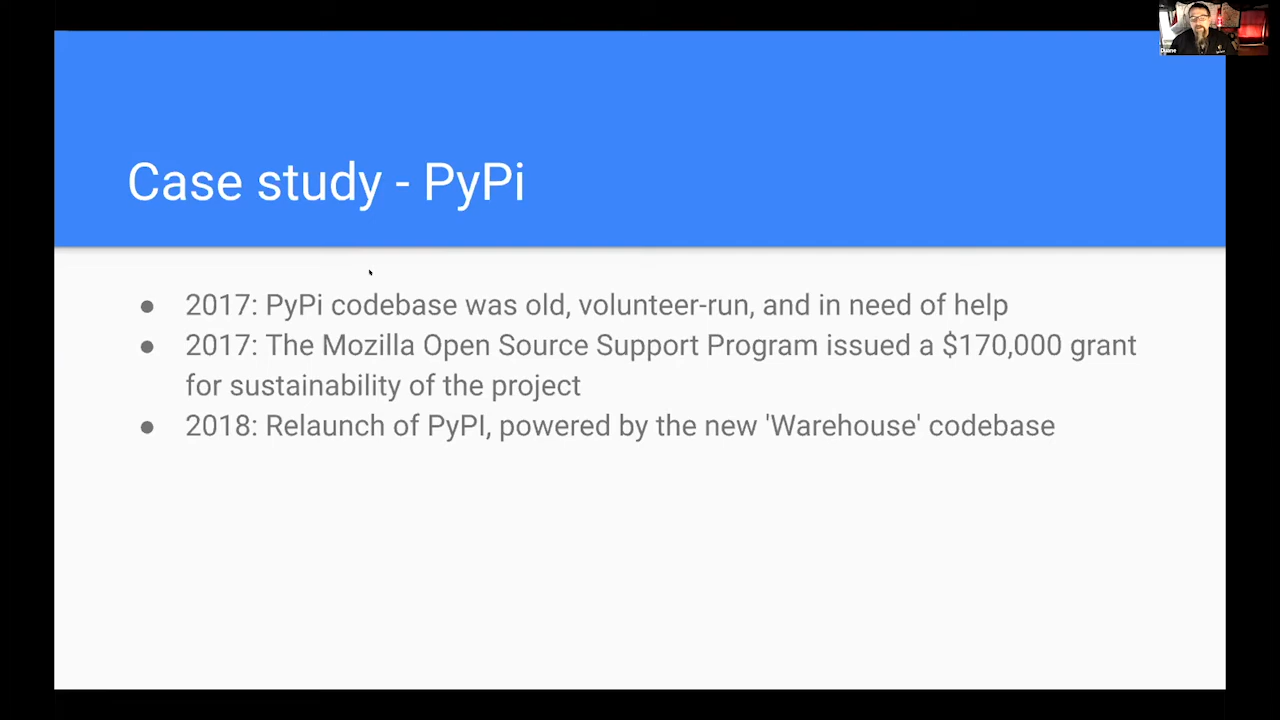 Duane
Case study - PyPi
● 2017: PyPi codebase was old, volunteer-run, and in need of help
● 2017: The Mozilla Open Source Support Program issued a $170,000 grant
for sustainability of the project
● 2018: Relaunch of PyPI, powered by the new 'Warehouse' codebase